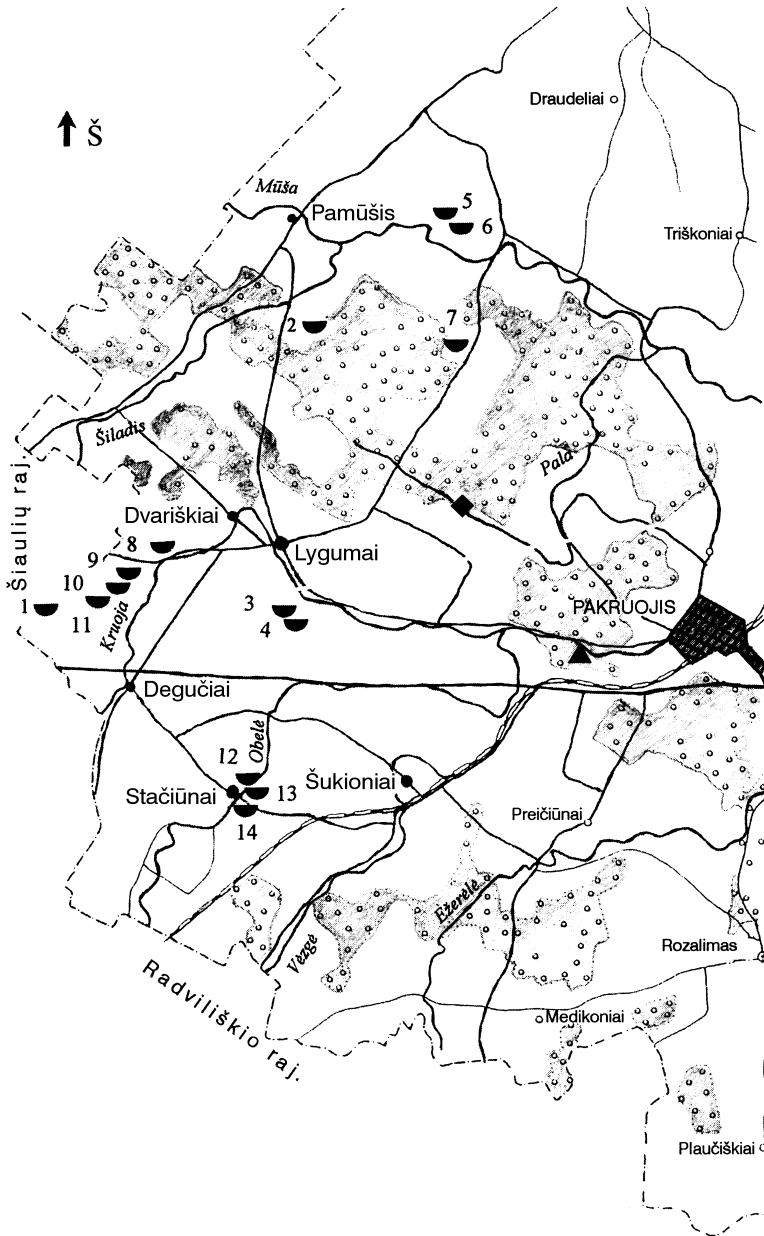 Draudeliai
Š
Mūša
Pamūšis
5
6
Triškoniai
2
7
Šiladis
Pala
Šiaulių raj.
Dvariškiai
Lygumai
9
8
10
1
11
Kruoja
3
4
PAKRUOJIS
Degučiai
Obelė
12
Stačiūnai
13
14
Šukioniai
Preičiūnai
Ežerėlė
Vėzgė
Rozalimas
Radviliškio raj.
Medikoniai
Plaučiškiai